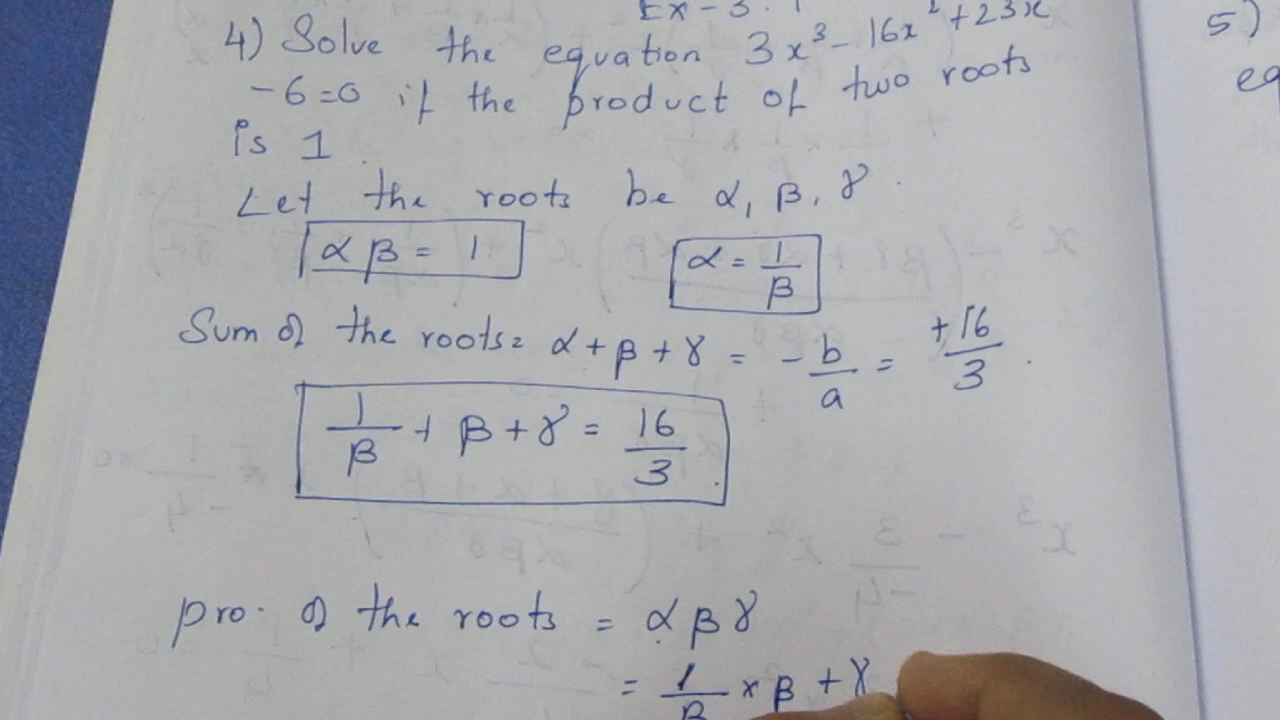 4) Solve the equation 3x³ - 16x² + 23x
- 6 = 0 if the product of two roots
is 1.
Let the roots be α, β, γ.
αβ = 1    α = 1/β
Sum of the roots = α + β + γ = -b/a = +16/3.
1/β + β + γ = 16/3.
pro. of the roots = αβγ
= 1/β × β + γ
5)
eq